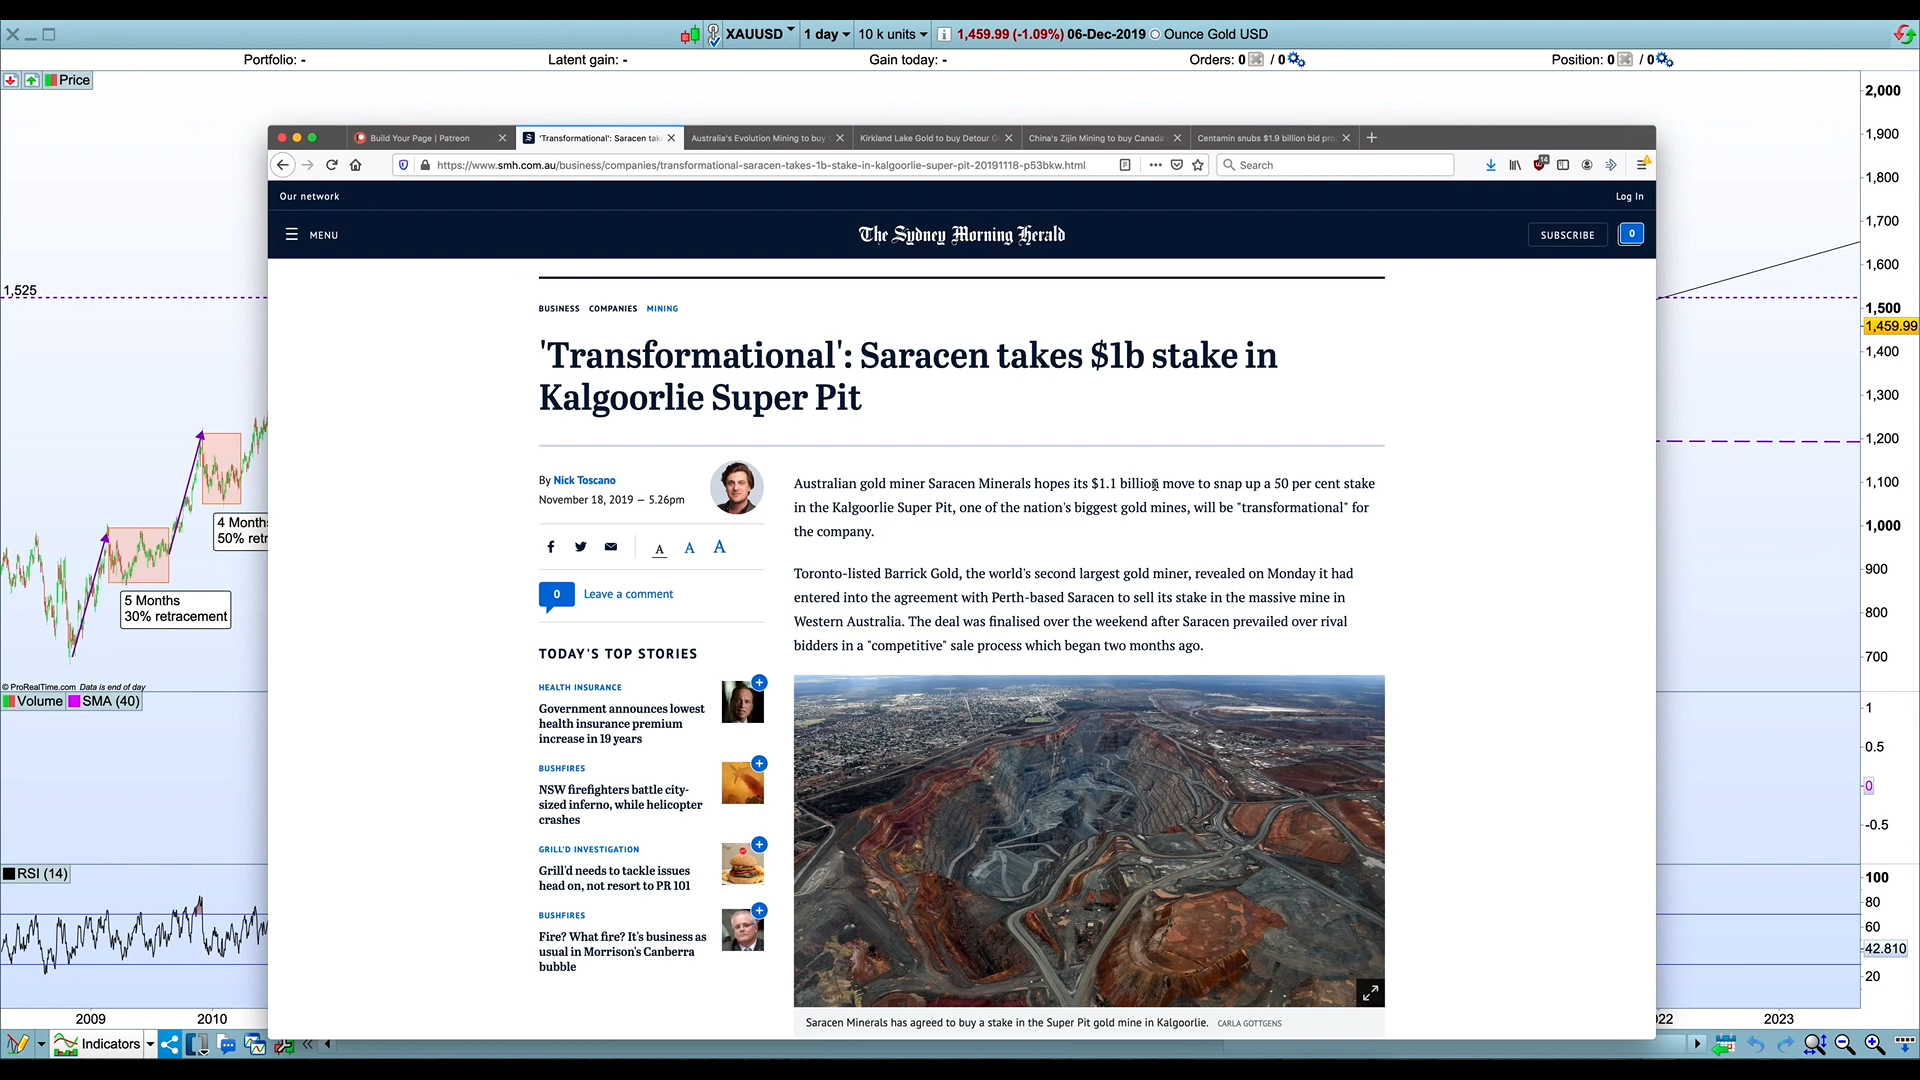 XAUUSD
1 day
10 k units
1,459.99 (-1.09%) 06-Dec-2019
Ounce Gold USD
Portfolio: -
Latent gain: -
Gain today: -
Orders: 0 / 0
Position: 0 / 0
Price
Build Your Page | Patreon
'Transformational': Saracen tak
Australia's Evolution Mining to buy
Kirkland Lake Gold to buy Detour G
China's Zijin Mining to buy Canada
Centamin snubs $1.9 billion bid pro
https://www.smh.com.au/business/companies/transformational-saracen-takes-1b-stake-in-kalgoorlie-super-pit-20191118-p53bkw.html
Search
14
Our network
Log In
MENU
The Sydney Morning Herald
SUBSCRIBE
0
BUSINESS COMPANIES MINING
'Transformational': Saracen takes $1b stake in
Kalgoorlie Super Pit
By Nick Toscano
November 18, 2019 — 5.26pm
A A A
0
Leave a comment
TODAY'S TOP STORIES
HEALTH INSURANCE
Government announces lowest
health insurance premium
increase in 19 years
BUSHFIRES
NSW firefighters battle city-
sized inferno, while helicopter
crashes
GRILL'D INVESTIGATION
Grill'd needs to tackle issues
head on, not resort to PR 101
BUSHFIRES
Fire? What fire? It's business as
usual in Morrison's Canberra
bubble
Australian gold miner Saracen Minerals hopes its $1.1 billion move to snap up a 50 per cent stake
in the Kalgoorlie Super Pit, one of the nation's biggest gold mines, will be "transformational" for
the company.
Toronto-listed Barrick Gold, the world's second largest gold miner, revealed on Monday it had
entered into the agreement with Perth-based Saracen to sell its stake in the massive mine in
Western Australia. The deal was finalised over the weekend after Saracen prevailed over rival
bidders in a "competitive" sale process which began two months ago.
Saracen Minerals has agreed to buy a stake in the Super Pit gold mine in Kalgoorlie. CARLA GOTTGENS
1,525
4 Month
50% retr
5 Months
30% retracement
© ProRealTime.com Data is end of day
Volume
SMA (40)
RSI (14)
2009
2010
22
2023
2,000
1,900
1,800
1,700
1,600
1,500
1,459.99
1,400
1,300
1,200
1,100
1,000
900
800
700
1
0.5
0
-0.5
100
80
60
42.810
20
Indicators